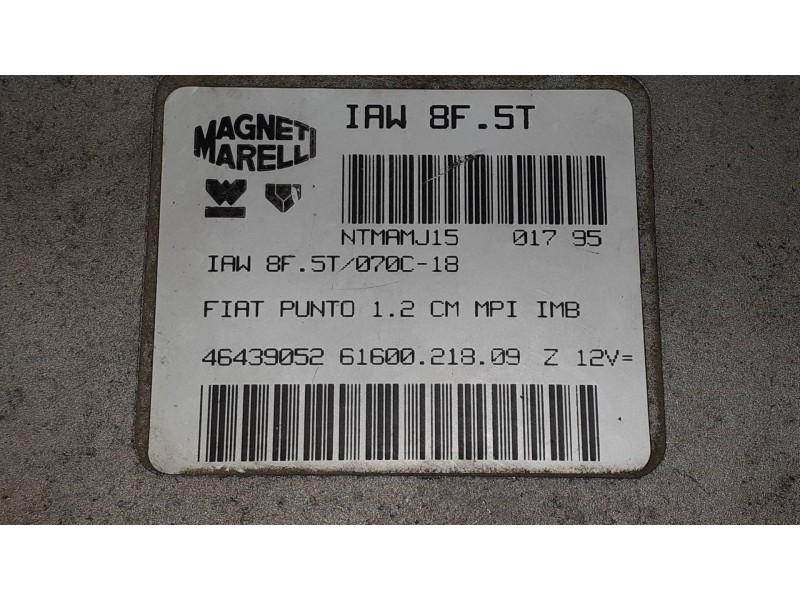 IAW 8F.5T
MAGNETI
MARELLI
NTMAMJ15 017 95
IAW 8F.5T/070C-18
FIAT PUNTO 1.2 CM MPI IMB
46439052 61600.218.09 Z 12V=